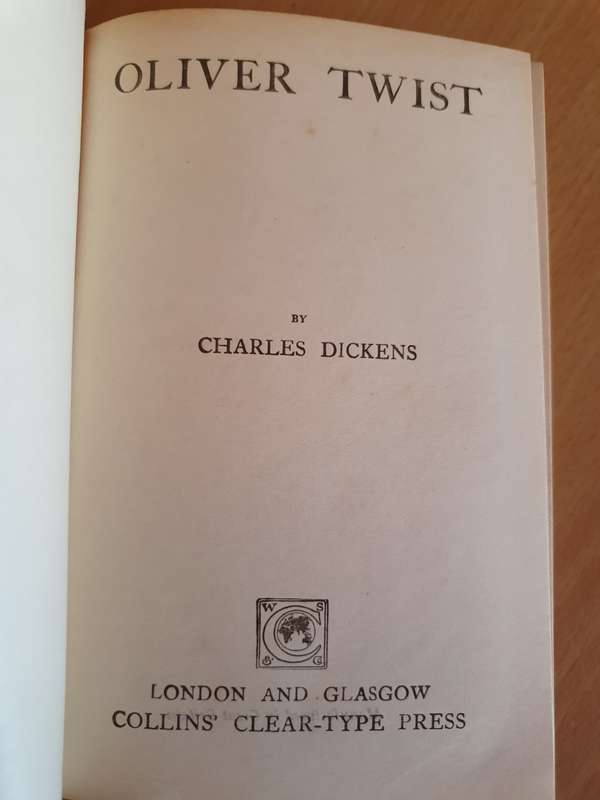 OLIVER TWIST
BY
CHARLES DICKENS
W S
C
LONDON AND GLASGOW
COLLINS' CLEAR-TYPE PRESS